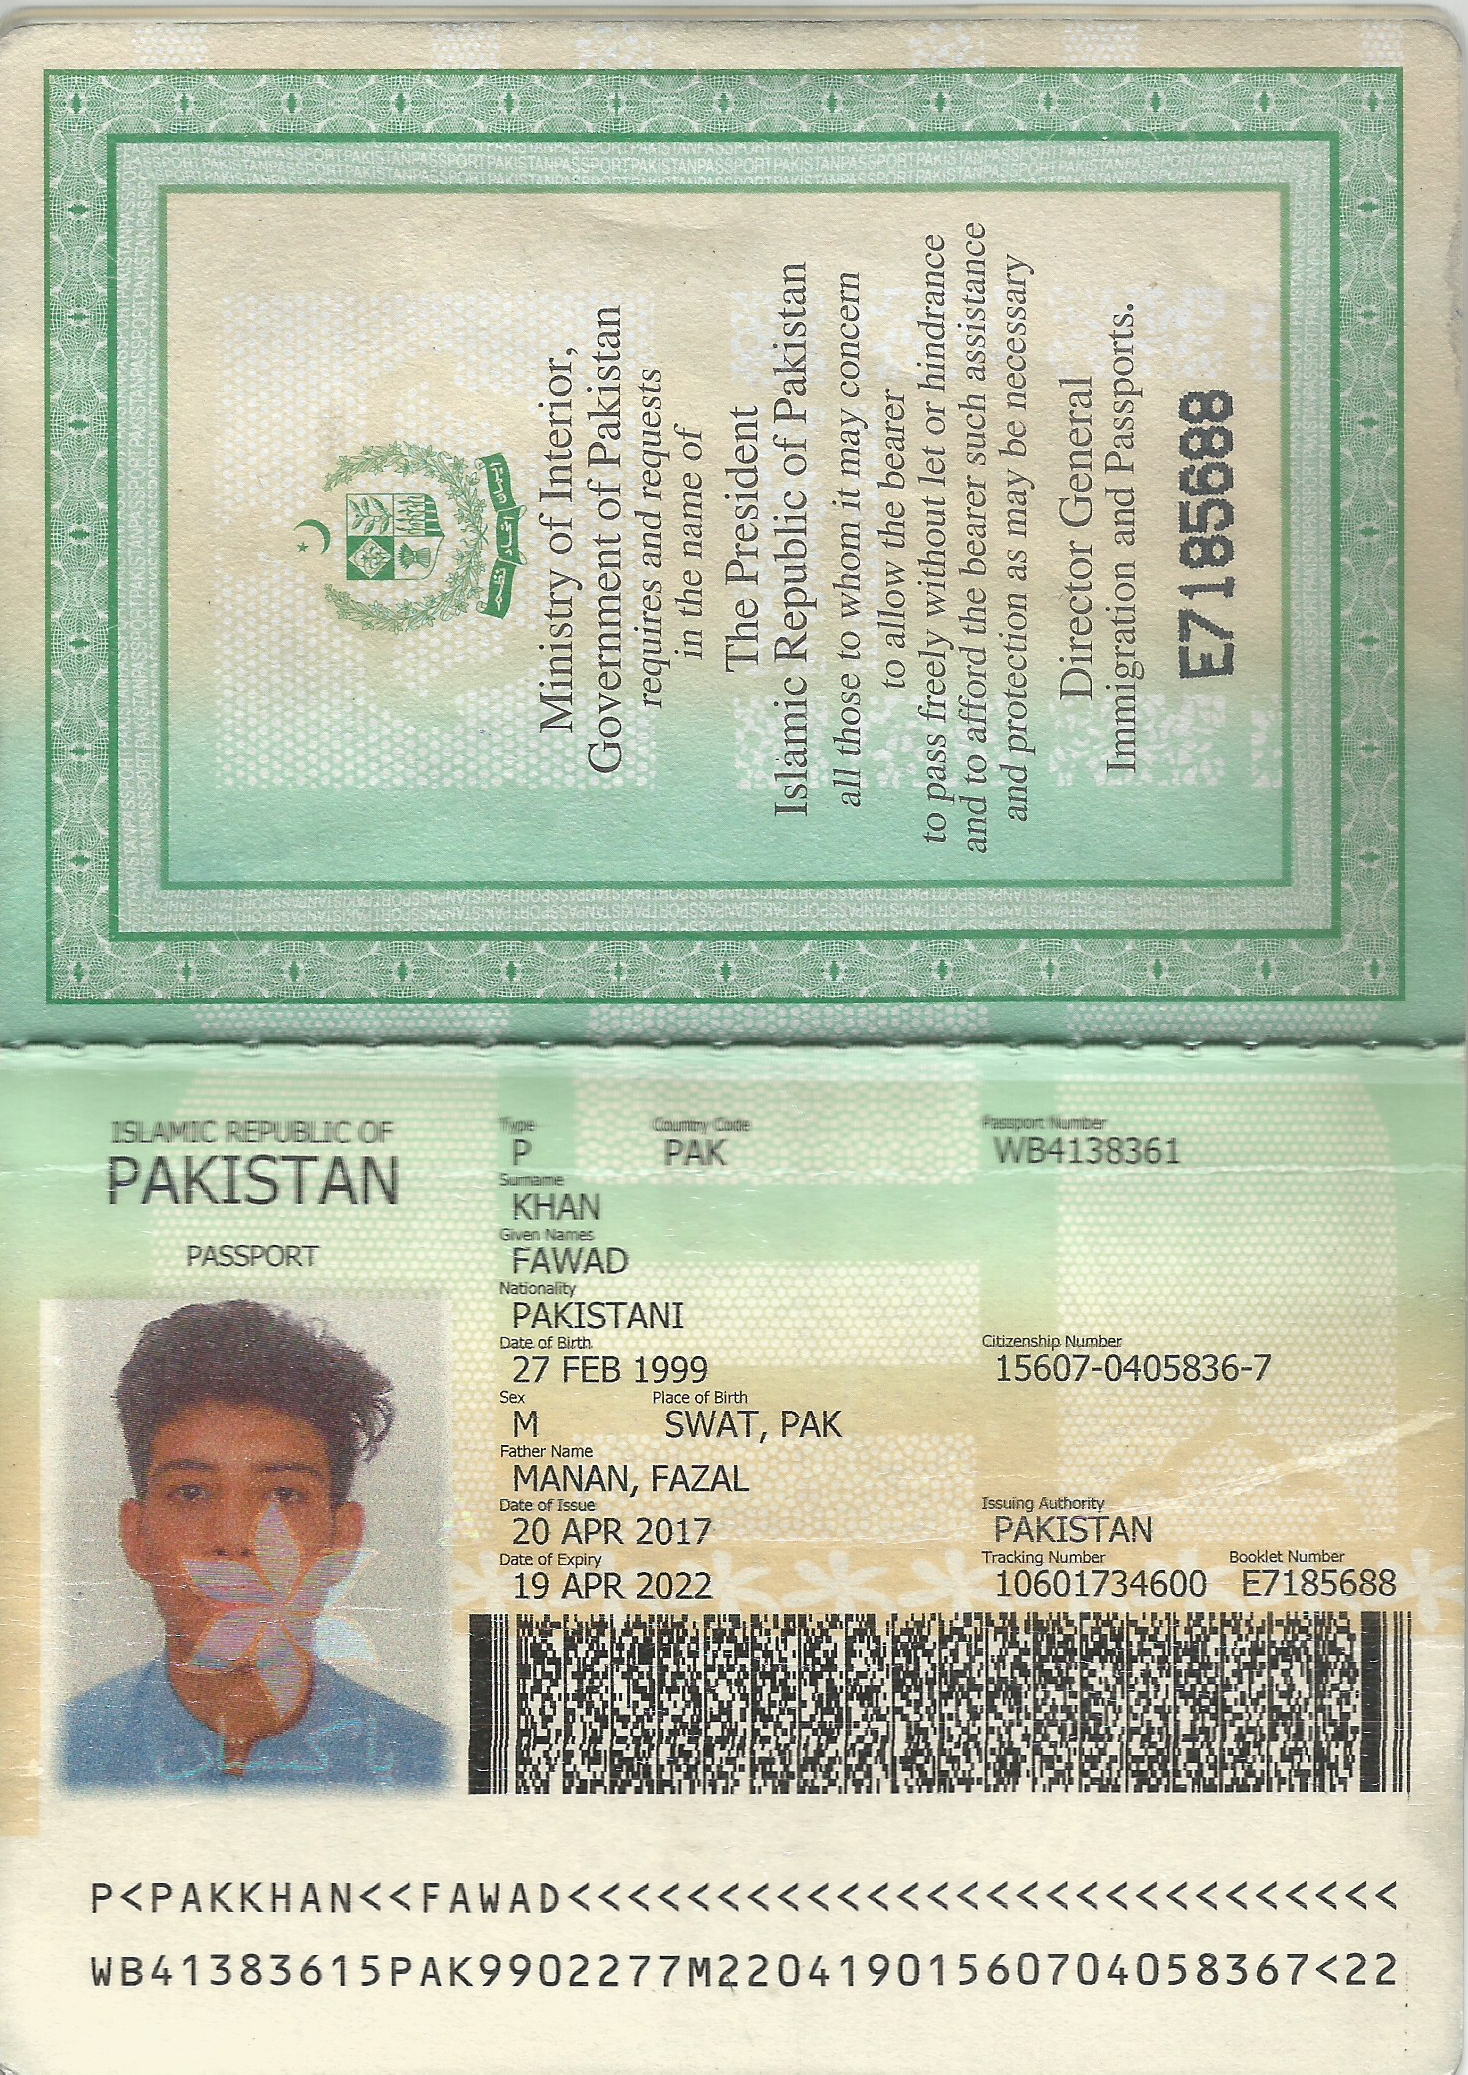 ایمان اتحاد نظم
Ministry of Interior,
Government of Pakistan
requires and requests
in the name of
The President
Islamic Republic of Pakistan
all those to whom it may concern
to allow the bearer
to pass freely without let or hindrance
and to afford the bearer such assistance
and protection as may be necessary
Director General
Immigration and Passports.
E7185688
ISLAMIC REPUBLIC OF
PAKISTAN
PASSPORT
Type Country Code Passport Number
P PAK WB4138361
Surname
KHAN
Given Names
FAWAD
Nationality
PAKISTANI
Date of Birth Citizenship Number
27 FEB 1999 15607-0405836-7
Sex Place of Birth
M SWAT, PAK
Father Name
MANAN, FAZAL
Date of Issue Issuing Authority
20 APR 2017 PAKISTAN
Date of Expiry Tracking Number Booklet Number
19 APR 2022 10601734600 E7185688
پاکستان
P<PAKKHAN<<FAWAD<<<<<<<<<<<<<<<<<<<<<<<<<<<<
WB41383615PAK9902277M22041901560704058367<22